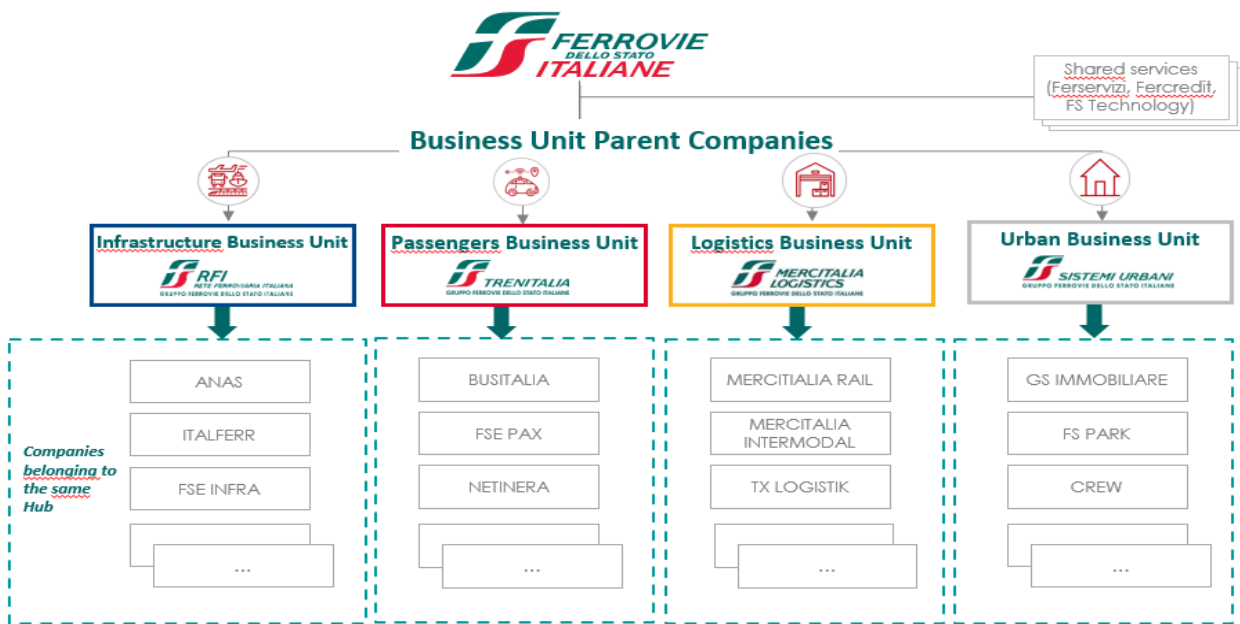 FERROVIE
DELLO STATO
ITALIANE
Shared services
(Ferservizi, Fercredit,
FS Technology)
Business Unit Parent Companies
Infrastructure Business Unit
RFI
RETE FERROVIARIA ITALIANA
GRUPPO FERROVIE DELLO STATO ITALIANE
Passengers Business Unit
TRENITALIA
GRUPPO FERROVIE DELLO STATO ITALIANE
Logistics Business Unit
MERCITALIA
LOGISTICS
GRUPPO FERROVIE DELLO STATO ITALIANE
Urban Business Unit
SISTEMI URBANI
GRUPPO FERROVIE DELLO STATO ITALIANE
Companies
belonging to
the same
Hub
ANAS
ITALFERR
FSE INFRA
...
BUSITALIA
FSE PAX
NETINERA
...
MERCITIALIA RAIL
MERCITALIA
INTERMODAL
TX LOGISTIK
...
GS IMMOBILIARE
FS PARK
CREW
...